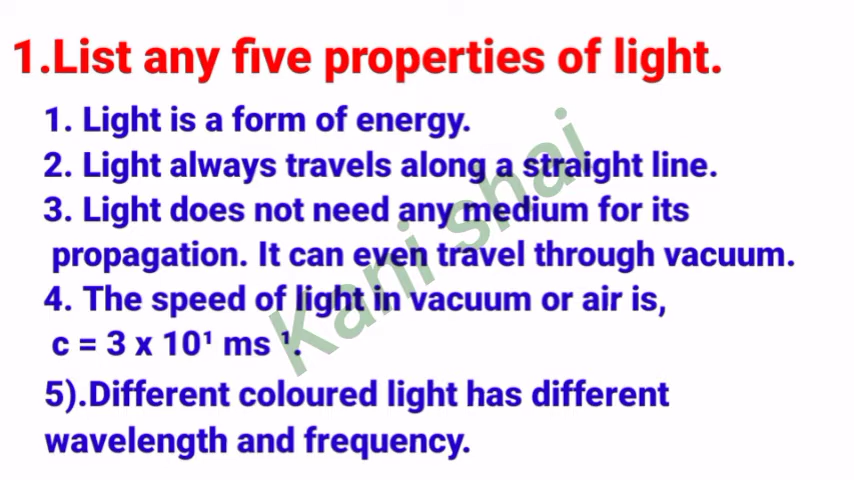 1.List any five properties of light.
1. Light is a form of energy.
2. Light always travels along a straight line.
3. Light does not need any medium for its
propagation. It can even travel through vacuum.
4. The speed of light in vacuum or air is,
c = 3 x 10¹ ms ¹.
5).Different coloured light has different
wavelength and frequency.
Kani shai